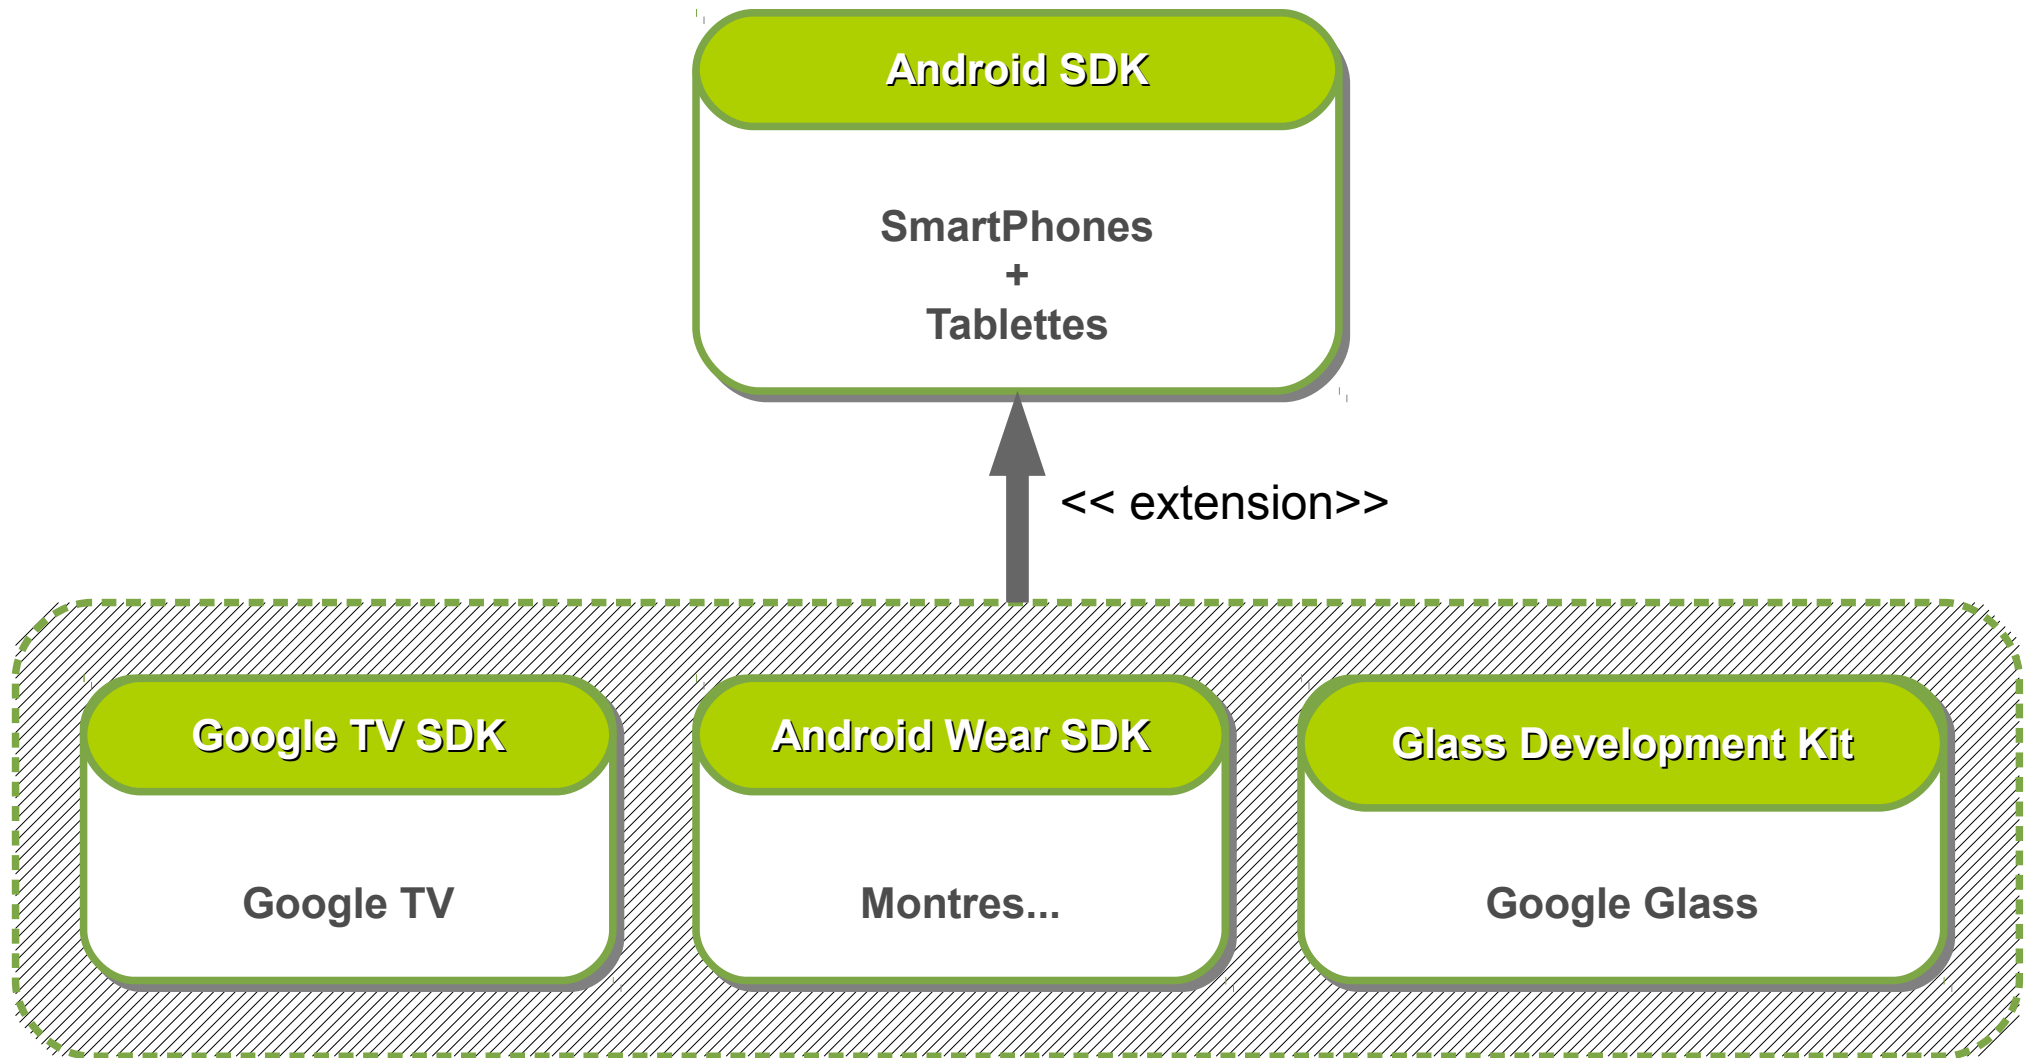 Android SDK
SmartPhones
+
Tablettes
<< extension>>
Google TV SDK
Android Wear SDK
Glass Development Kit
Google TV
Montres...
Google Glass